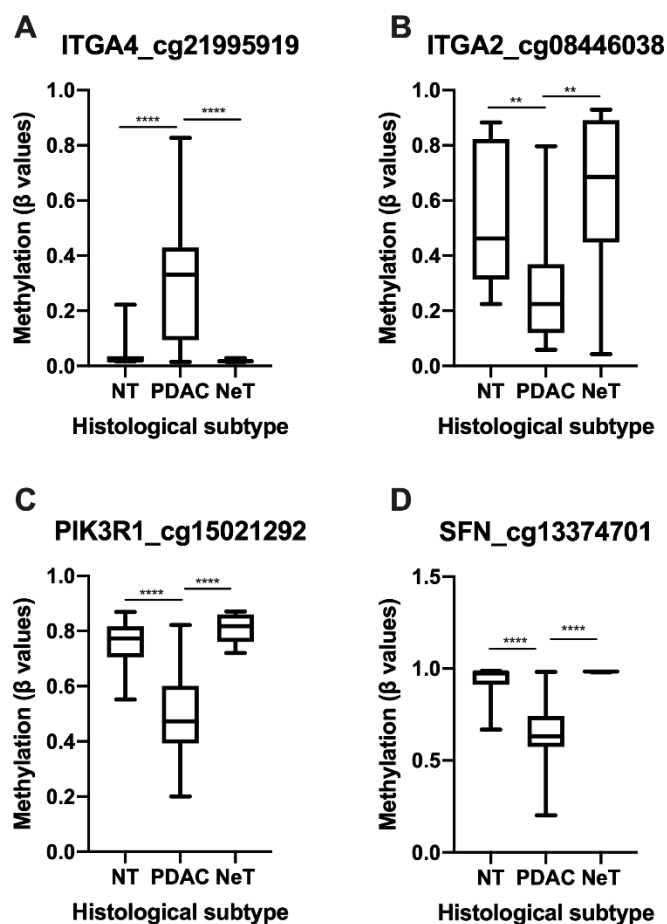 A
ITGA4_cg21995919
Methylation (β values)
1.0
0.8
0.6
0.4
0.2
0.0
****
****
NT PDAC NeT
Histological subtype
B
ITGA2_cg08446038
Methylation (β values)
1.0
0.8
0.6
0.4
0.2
0.0
**
**
NT PDAC NeT
Histological subtype
C
PIK3R1_cg15021292
Methylation (β values)
1.0
0.8
0.6
0.4
0.2
0.0
****
****
NT PDAC NeT
Histological subtype
D
SFN_cg13374701
Methylation (β values)
1.5
1.0
0.5
0.0
****
****
NT PDAC NeT
Histological subtype